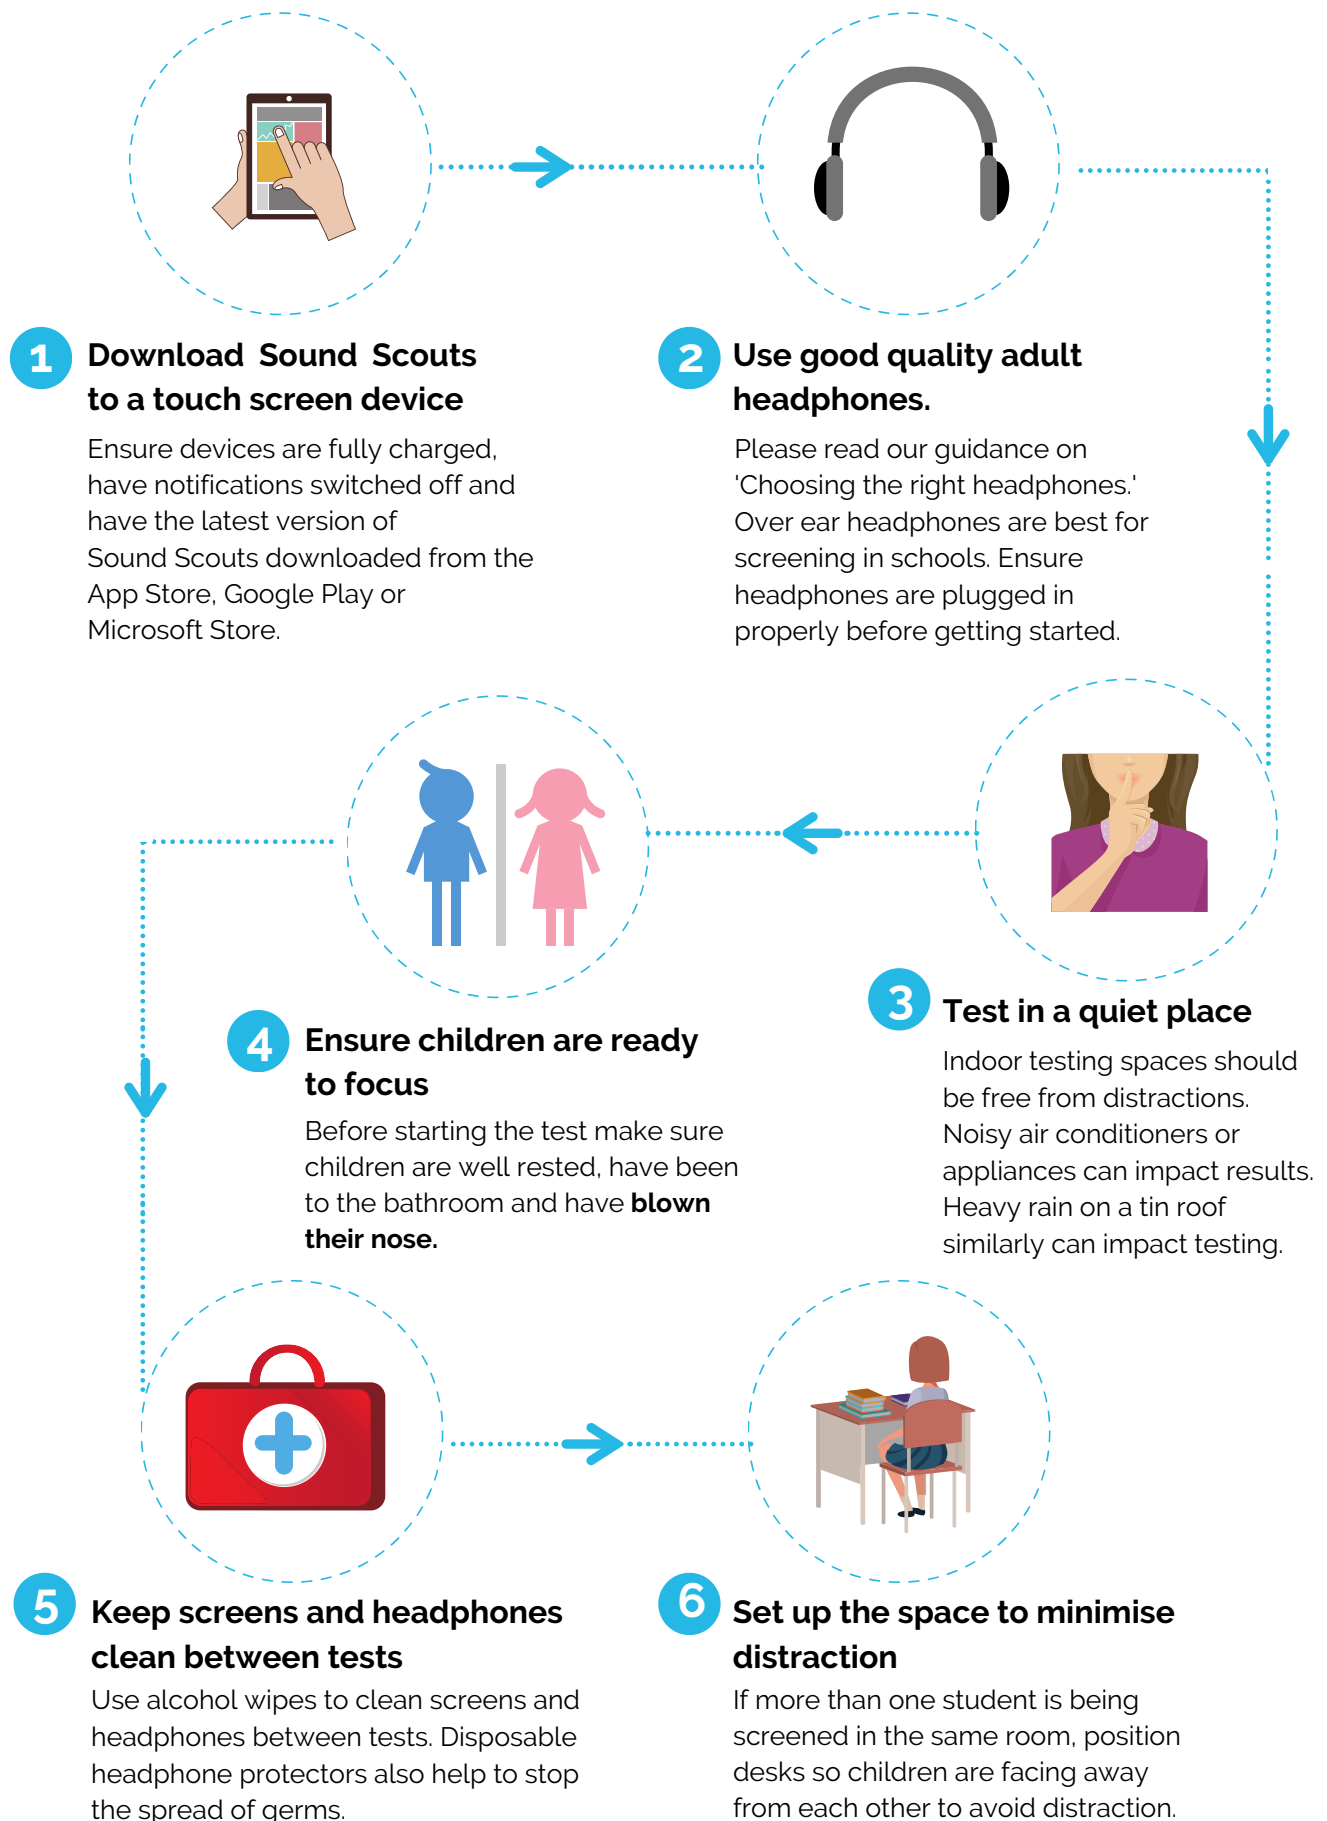 1
Download Sound Scouts
to a touch screen device
Ensure devices are fully charged,
have notifications switched off and
have the latest version of
Sound Scouts downloaded from the
App Store, Google Play or
Microsoft Store.
2
Use good quality adult
headphones.
Please read our guidance on
'Choosing the right headphones.'
Over ear headphones are best for
screening in schools. Ensure
headphones are plugged in
properly before getting started.
3
Test in a quiet place
Indoor testing spaces should
be free from distractions.
Noisy air conditioners or
appliances can impact results.
Heavy rain on a tin roof
similarly can impact testing.
4
Ensure children are ready
to focus
Before starting the test make sure
children are well rested, have been
to the bathroom and have blown
their nose.
5
Keep screens and headphones
clean between tests
Use alcohol wipes to clean screens and
headphones between tests. Disposable
headphone protectors also help to stop
the spread of germs.
6
Set up the space to minimise
distraction
If more than one student is being
screened in the same room, position
desks so children are facing away
from each other to avoid distraction.